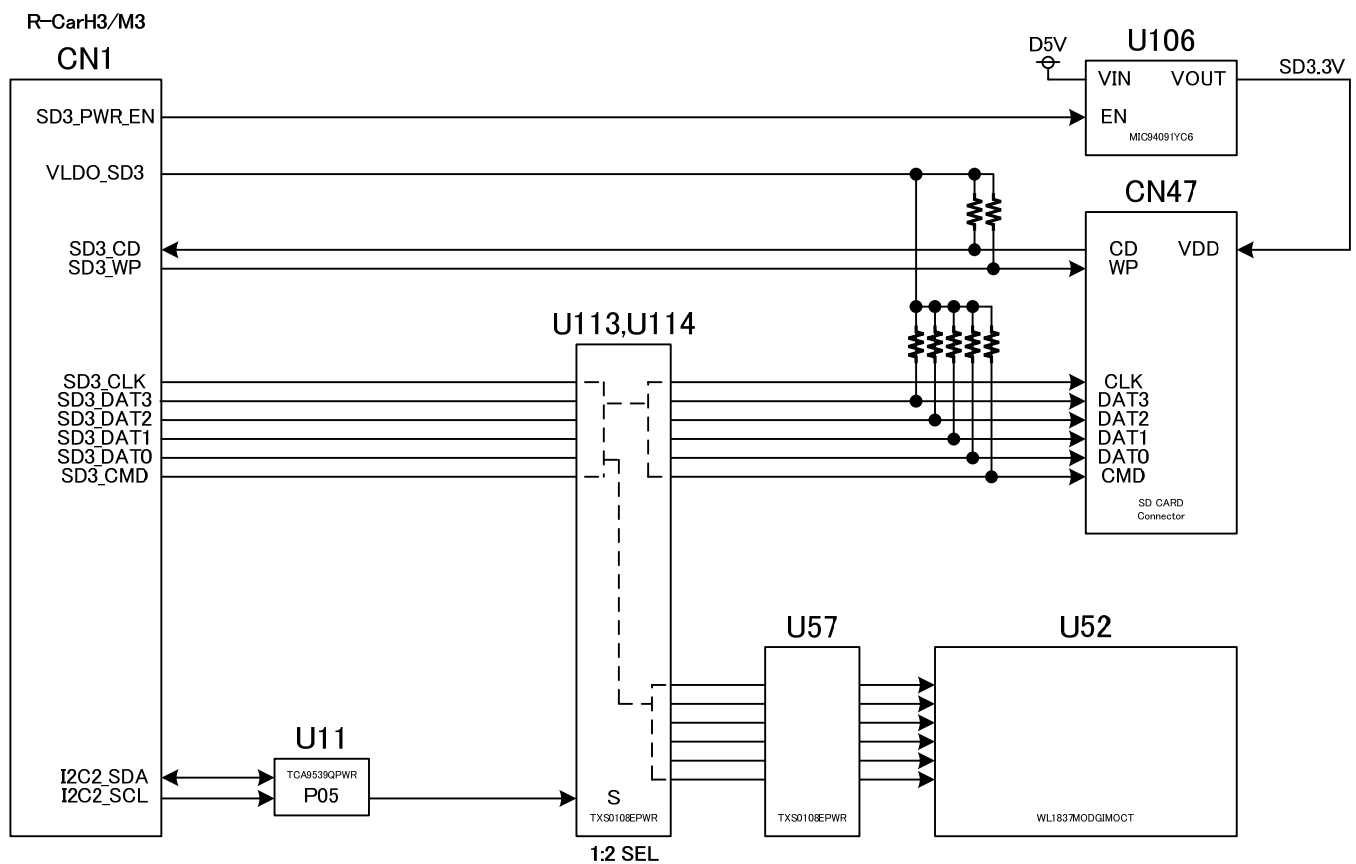 R-CarH3/M3
CN1
SD3_PWR_EN
VLDO_SD3
SD3_CD
SD3_WP
SD3_CLK
SD3_DAT3
SD3_DAT2
SD3_DAT1
SD3_DAT0
SD3_CMD
I2C2_SDA
I2C2_SCL
U11
TCA9539QPWR
P05
U113,U114
S
TXS0108EPWR
1:2 SEL
D5V
U106
VIN VOUT
EN
MIC94091YC6
SD3.3V
CN47
CD VDD
WP
CLK
DAT3
DAT2
DAT1
DAT0
CMD
SD CARD
Connector
U57
TXS0108EPWR
U52
WL1837MODGIMOCT